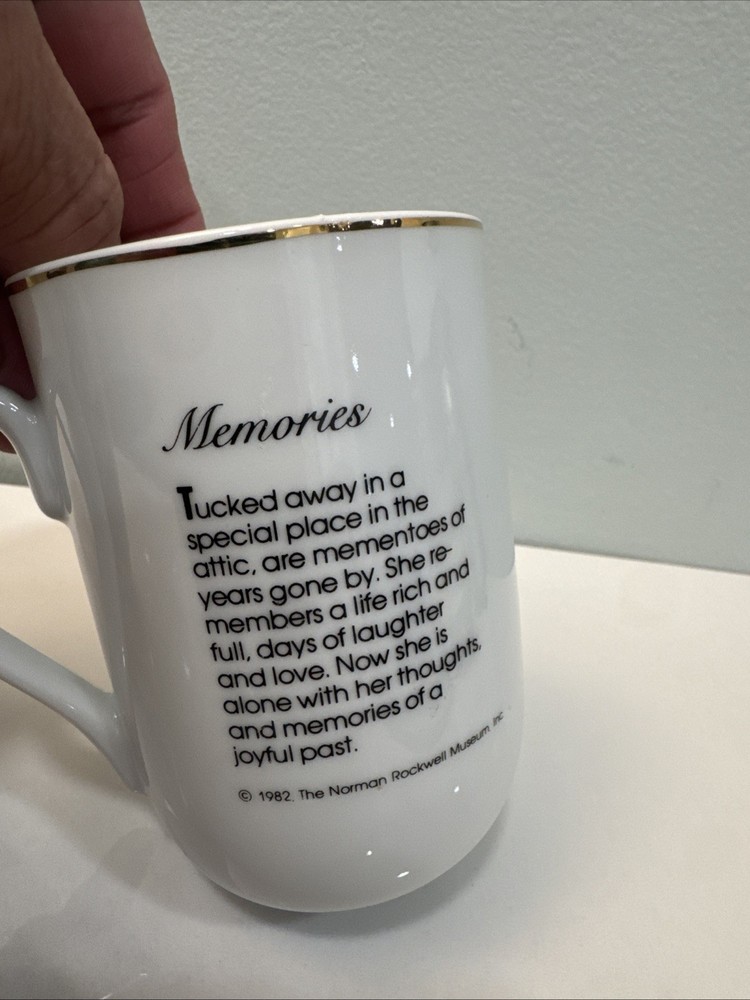 Memories
Tucked away in a
special place in the
attic, are mementoes of
years gone by. She re-
members a life rich and
full, days of laughter
and love. Now she is
alone with her thoughts,
and memories of a
joyful past.
© 1982. The Norman Rockwell Museum, Inc.